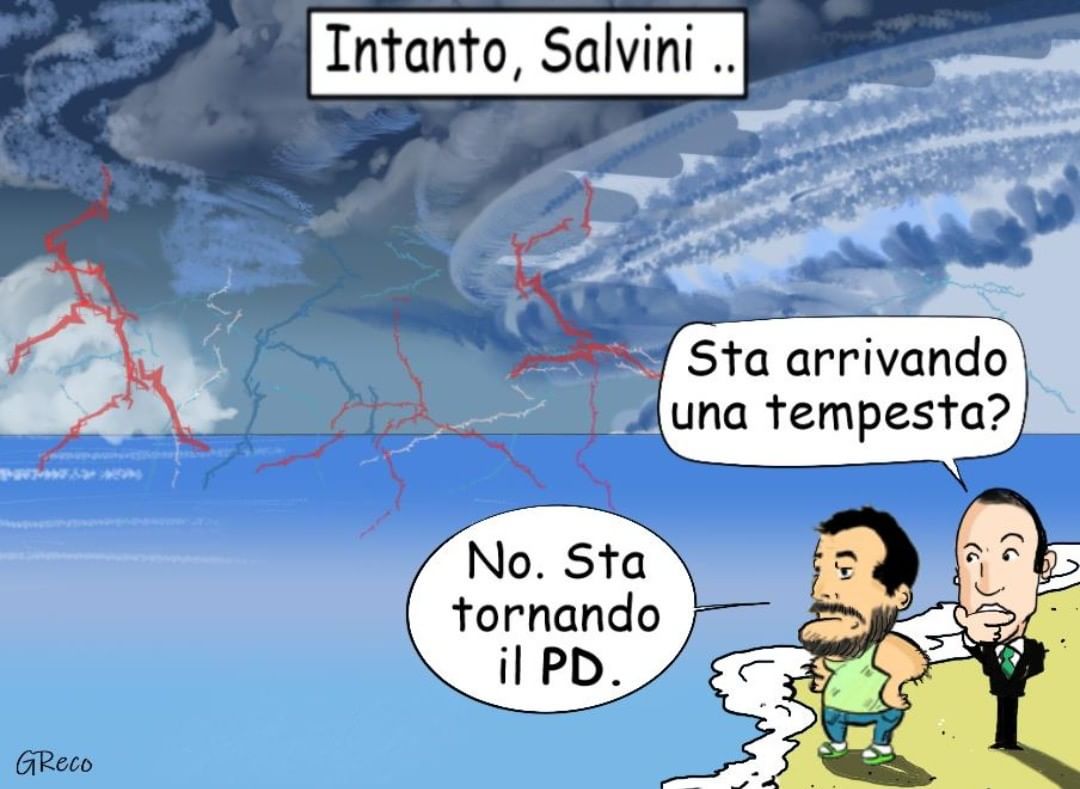 Intanto, Salvini ..
Sta arrivando
una tempesta?
No. Sta
tornando
il PD.
GReco